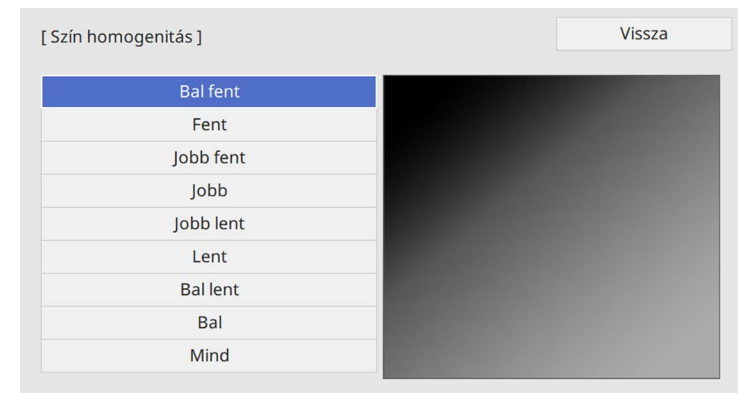 [ Szín homogenitás ]
Vissza
Bal fent
Fent
Jobb fent
Jobb
Jobb lent
Lent
Bal lent
Bal
Mind